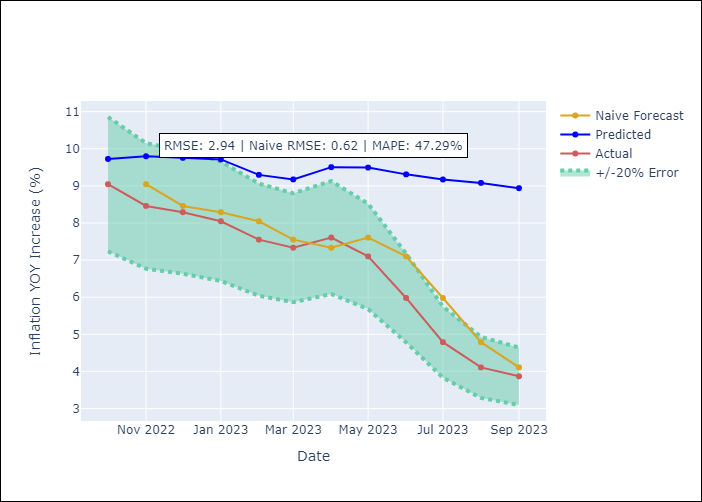 RMSE: 2.94 | Naive RMSE: 0.62 | MAPE: 47.29%
Naive Forecast
Predicted
Actual
+/-20% Error
Inflation YOY Increase (%)
11
10
9
8
7
6
5
4
3
Nov 2022
Jan 2023
Mar 2023
May 2023
Jul 2023
Sep 2023
Date